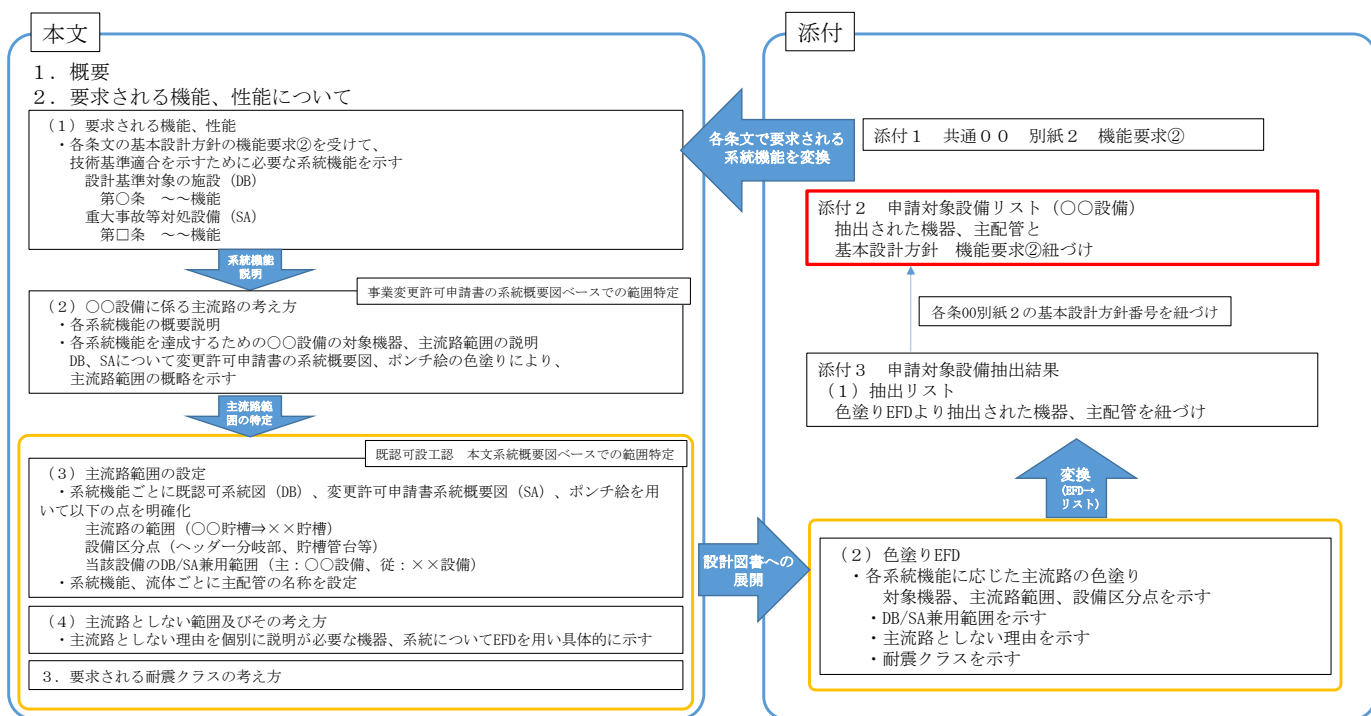 本文
１．概要
２．要求される機能、性能について
（１）要求される機能、性能
・各条文の基本設計方針の機能要求②を受けて、
技術基準適合を示すために必要な系統機能を示す
設計基準対象の施設（DB）
第〇条　～～機能
重大事故等対処設備（SA）
第□条　～～機能
系統機能
説明
事業変更許可申請書の系統概要図ベースでの範囲特定
（２）〇〇設備に係る主流路の考え方
・各系統機能の概要説明
・各系統機能を達成するための〇〇設備の対象機器、主流路範囲の説明
DB、SAについて変更許可申請書の系統概要図、ポンチ絵の色塗りにより、
主流路範囲の概略を示す
主流路範
囲の特定
既認可設工認　本文系統概要図ベースでの範囲特定
（３）主流路範囲の設定
・系統機能ごとに既認可系統図（DB）、変更許可申請書系統概要図（SA）、ポンチ絵を用
いて以下の点を明確化
主流路の範囲（〇〇貯槽⇒××貯槽）
設備区分点（ヘッダー分岐部、貯槽管台等）
当該設備のDB/SA兼用範囲（主：〇〇設備、従：××設備）
・系統機能、流体ごとに主配管の名称を設定
（４）主流路としない範囲及びその考え方
・主流路としない理由を個別に説明が必要な機器、系統についてEFDを用い具体的に示す
３．要求される耐震クラスの考え方
各条文で要求される
系統機能を変換
設計図書への
展開
添付
添付１　共通００　別紙２　機能要求②
添付２　申請対象設備リスト（〇〇設備）
抽出された機器、主配管と
基本設計方針　機能要求②紐づけ
各条00別紙２の基本設計方針番号を紐づけ
添付３　申請対象設備抽出結果
（１）抽出リスト
色塗りEFDより抽出された機器、主配管を紐づけ
変換
(EFD→
リスト)
（２）色塗りEFD
・各系統機能に応じた主流路の色塗り
対象機器、主流路範囲、設備区分点を示す
・DB/SA兼用範囲を示す
・主流路としない理由を示す
・耐震クラスを示す